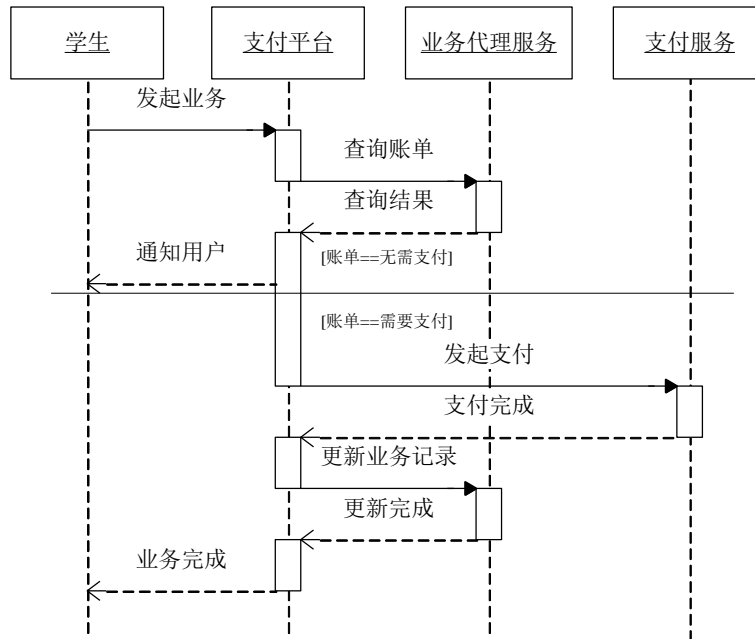 学生
支付平台
业务代理服务
支付服务
发起业务
查询账单
查询结果
通知用户
[账单==无需支付]
[账单==需要支付]
发起支付
支付完成
更新业务记录
更新完成
业务完成